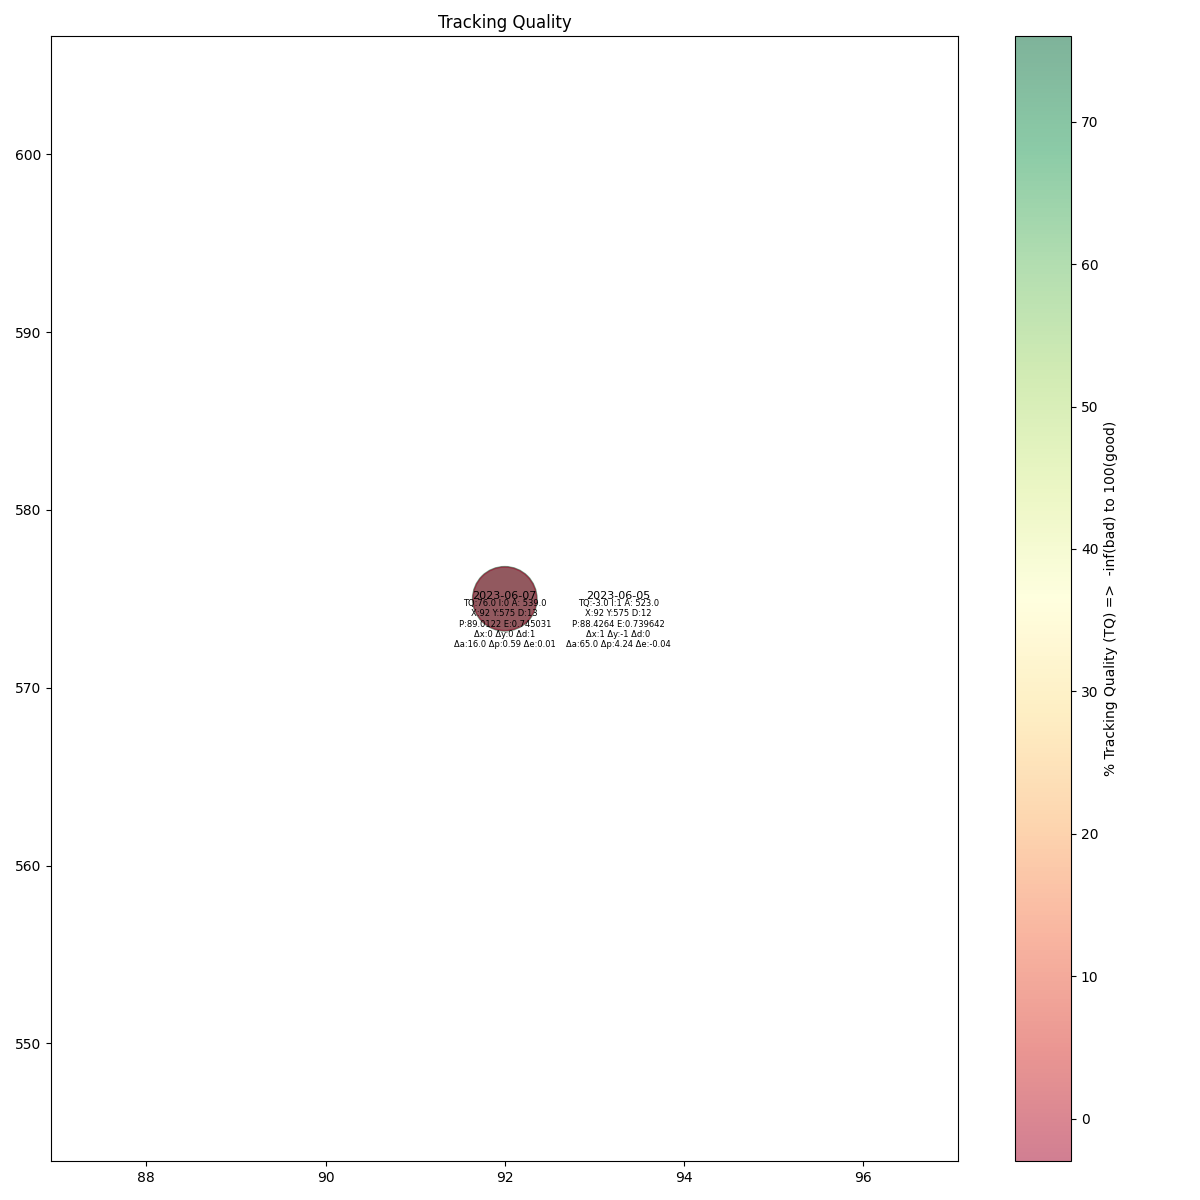 Tracking Quality
600
590
580
570
560
550
88
90
92
94
96
2023-06-07
TQ:76.0 I:0 A: 539.0
X:92 Y:575 D:13
P:89.0122 E:0.745031
Δx:0 Δy:0 Δd:1
Δa:16.0 Δp:0.59 Δe:0.01
2023-06-05
TQ:-3.0 I:1 A: 523.0
X:92 Y:575 D:12
P:88.4264 E:0.739642
Δx:1 Δy:-1 Δd:0
Δa:65.0 Δp:4.24 Δe:-0.04
70
60
50
40
30
20
10
0
% Tracking Quality (TQ) => -inf(bad) to 100(good)